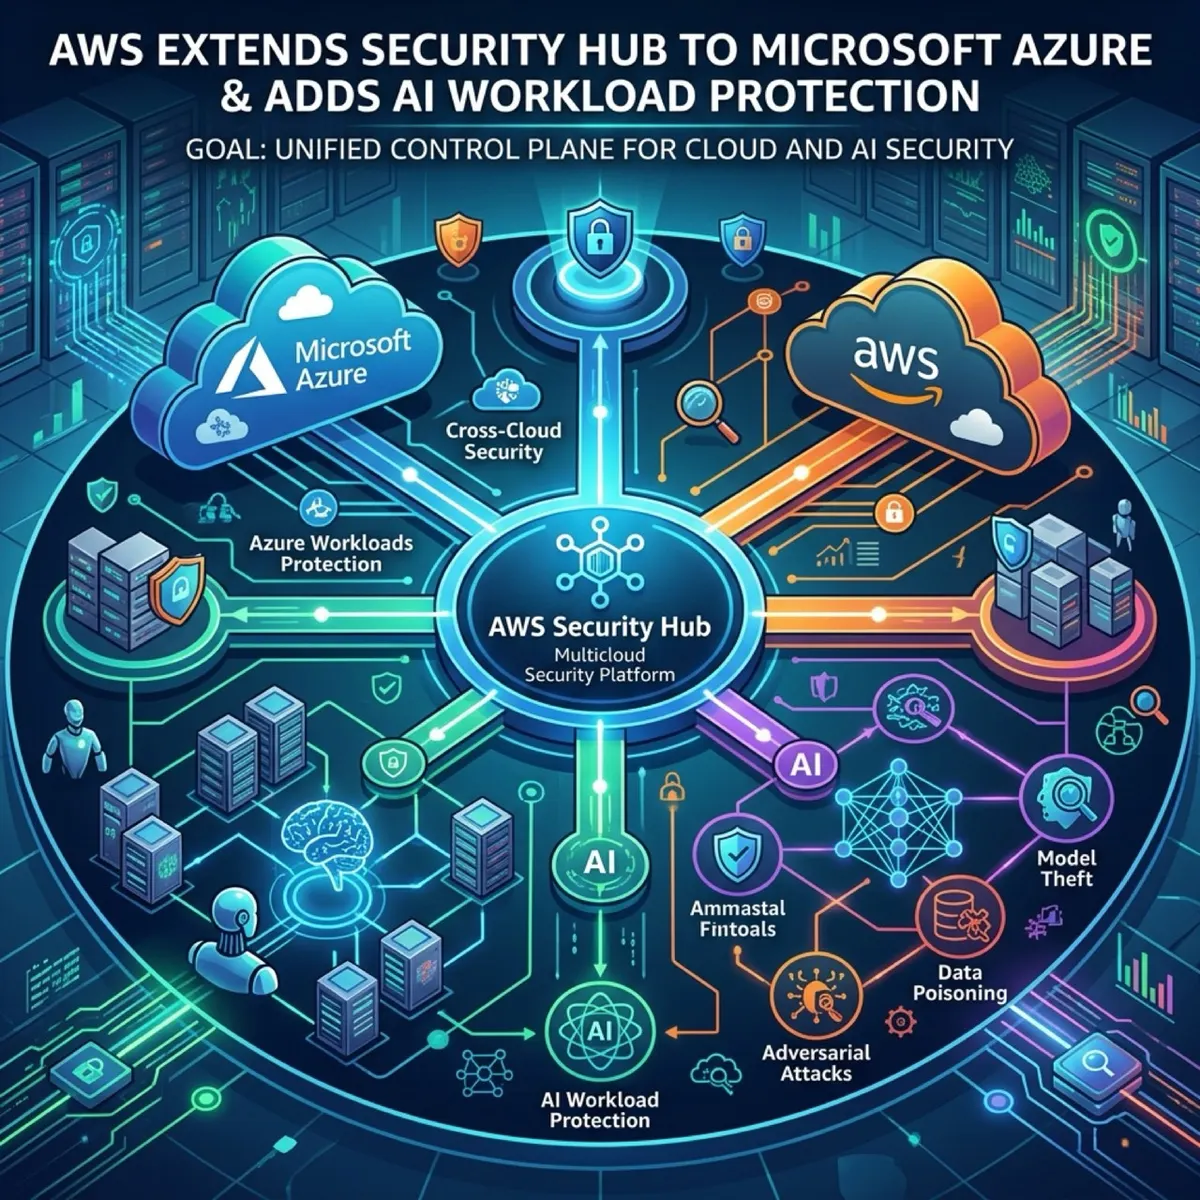 AWS EXTENDS SECURITY HUB TO MICROSOFT AZURE
& ADDS AI WORKLOAD PROTECTION
GOAL: UNIFIED CONTROL PLANE FOR CLOUD AND AI SECURITY
Microsoft
Azure
aws
Cross-Cloud
Security
Azure Workloads
Protection
AWS Security Hub
Multicloud
Security Platform
AI
AI
Model
Theft
Ammastal
Fintoals
Data
Poisoning
AI
Adversarial
Attacks
AI Workload
Protection